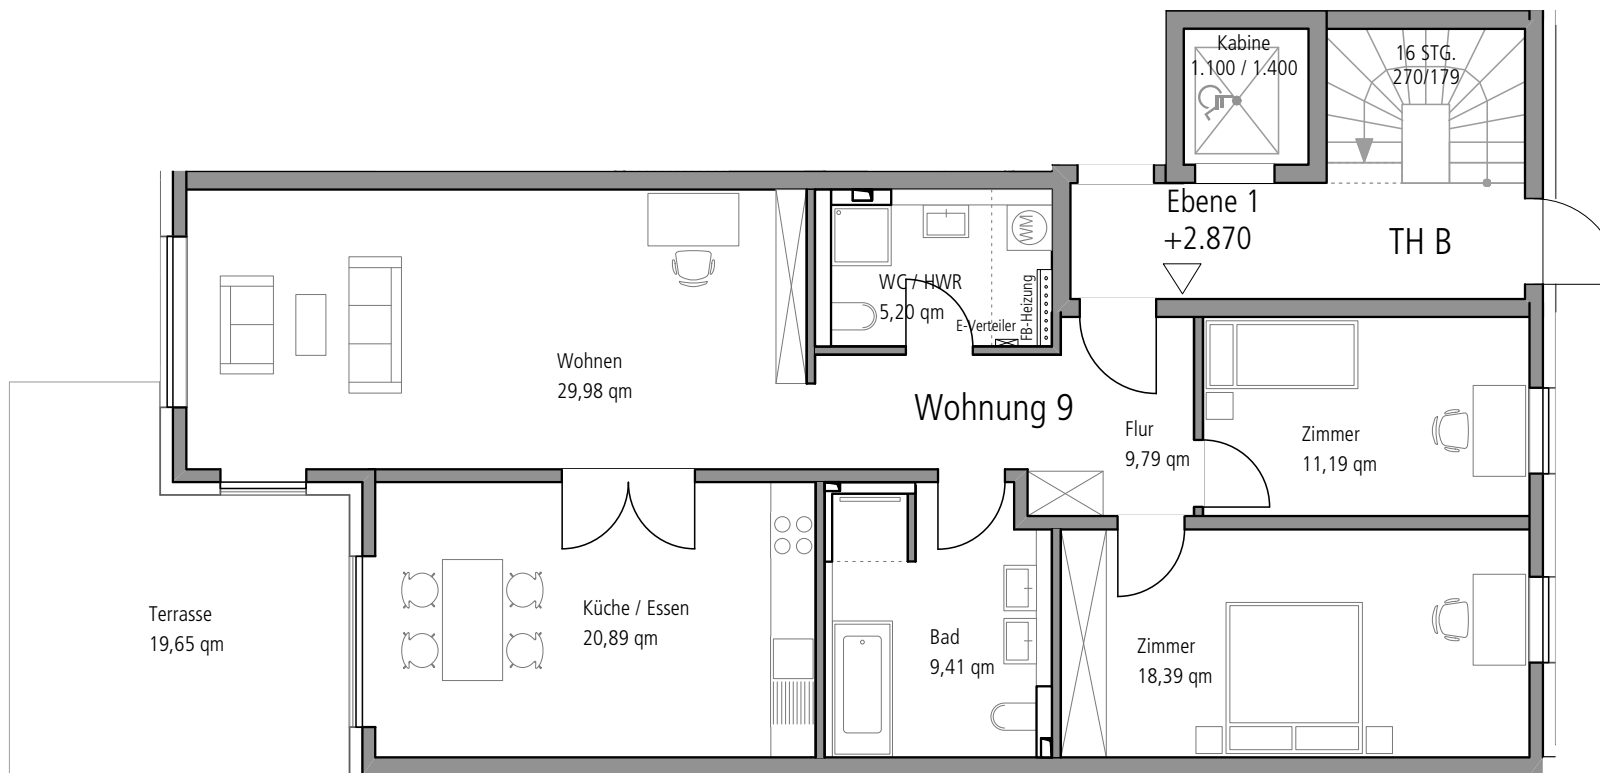 Kabine
1.100 / 1.400
16 STG.
270/179
Ebene 1
+2.870
TH B
WM
WC / HWR
5,20 qm
E-Verteiler
FB-Heizung
Wohnen
29,98 qm
Wohnung 9
Flur
9,79 qm
Zimmer
11,19 qm
Terrasse
19,65 qm
Küche / Essen
20,89 qm
Bad
9,41 qm
Zimmer
18,39 qm